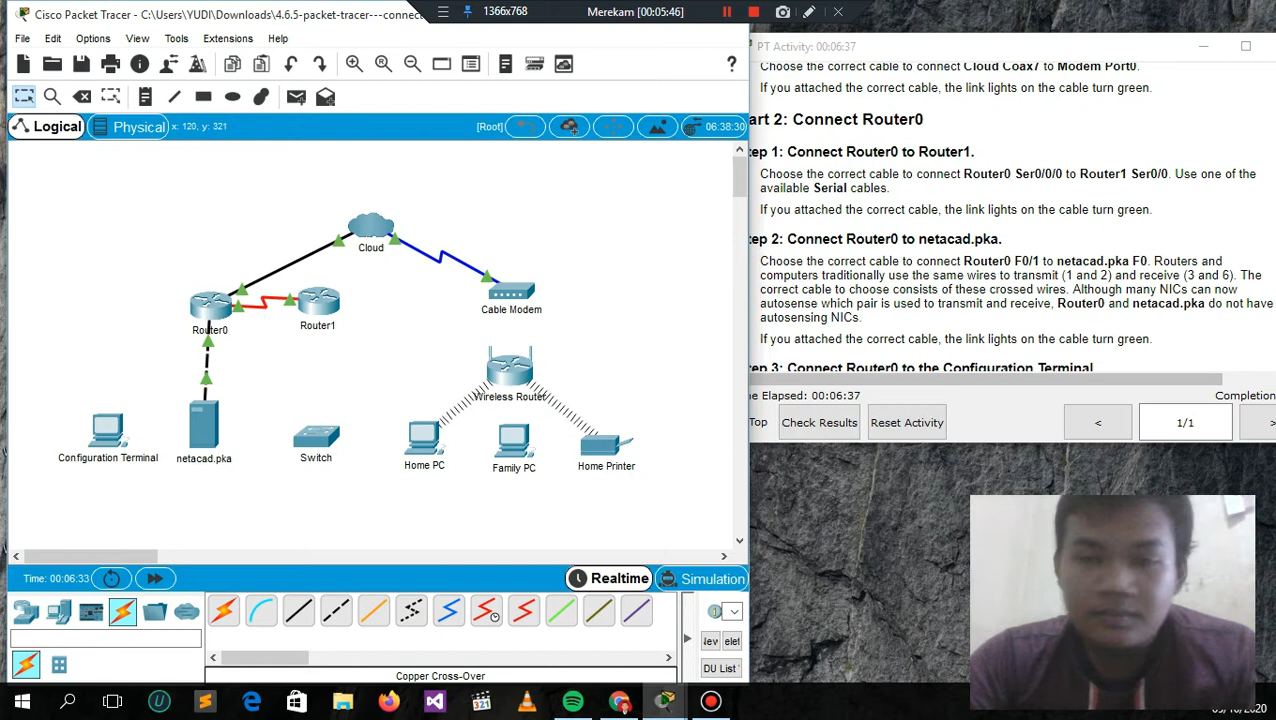 Cisco Packet Tracer - C:\Users\YUDI\Downloads\4.6.5-packet-tracer---connec
1366x768
Merekam (00:05:46)
File
Edit
Options
View
Tools
Extensions
Help
?
Logical
Physical
x: 120, y: 321
[Root]
06:38:30
Cloud
Cable Modem
Router0
Router1
Wireless Router
Configuration Terminal
netacad.pka
Switch
Home PC
Family PC
Home Printer
Time: 00:06:33
Realtime
Simulation
Copper Cross-Over
DU List
PT Activity: 00:06:37
Choose the correct cable to connect Cloud Coax7 to Modem Port0.
If you attached the correct cable, the link lights on the cable turn green.
art 2: Connect Router0
tep 1: Connect Router0 to Router1.
Choose the correct cable to connect Router0 Ser0/0/0 to Router1 Ser0/0. Use one of the
available Serial cables.
If you attached the correct cable, the link lights on the cable turn green.
tep 2: Connect Router0 to netacad.pka.
Choose the correct cable to connect Router0 F0/1 to netacad.pka F0. Routers and
computers traditionally use the same wires to transmit (1 and 2) and receive (3 and 6). The
correct cable to choose consists of these crossed wires. Although many NICs can now
autosense which pair is used to transmit and receive, Router0 and netacad.pka do not have
autosensing NICs.
If you attached the correct cable, the link lights on the cable turn green.
tep 3: Connect Router0 to the Configuration Terminal
e Elapsed: 00:06:37
Completion
Top
Check Results
Reset Activity
<
1/1
>